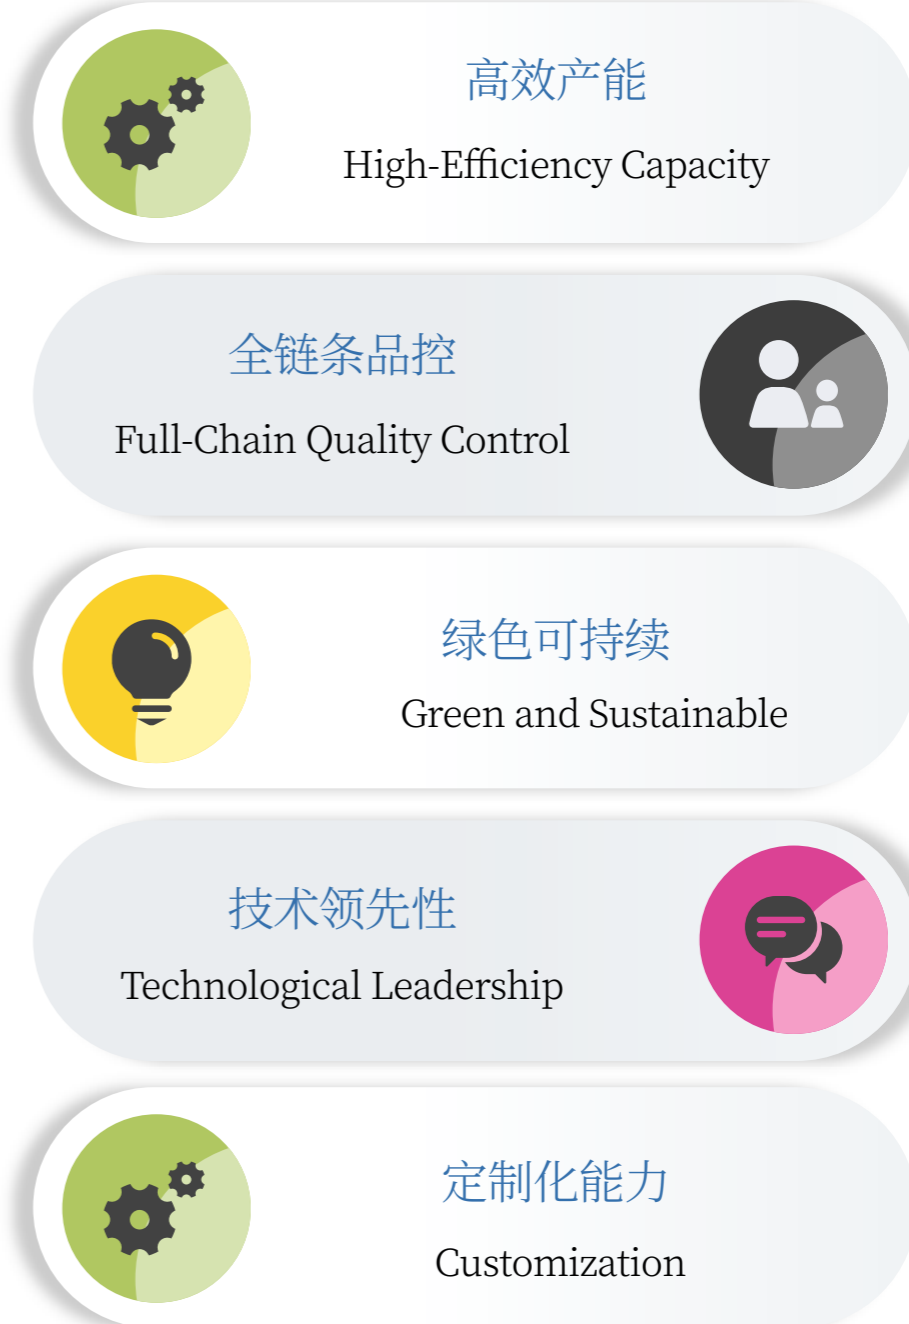 高效产能
High-Efficiency Capacity
全链条品控
Full-Chain Quality Control
绿色可持续
Green and Sustainable
技术领先性
Technological Leadership
定制化能力
Customization